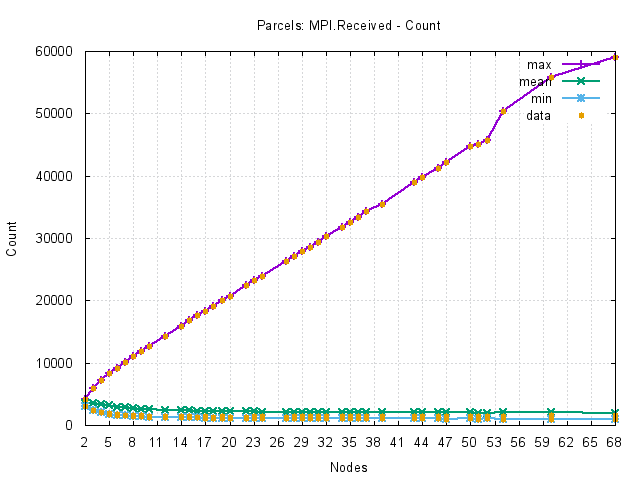 Parcels: MPI.Received - Count
60000
50000
40000
30000
20000
10000
0
Count
max
mean
min
data
2 5 8 11 14 17 20 23 26 29 32 35 38 41 44 47 50 53 56 59 62 65 68
Nodes